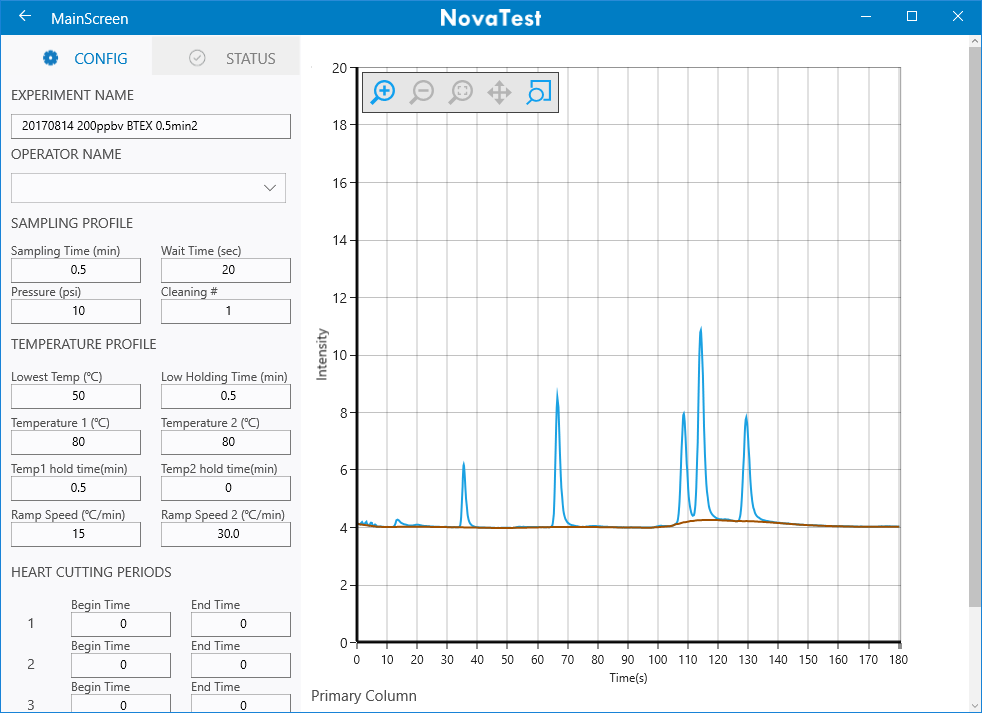 MainScreen
NovaTest
CONFIG
STATUS
EXPERIMENT NAME
20170814 200ppbv BTEX 0.5min2
OPERATOR NAME
SAMPLING PROFILE
Sampling Time (min) Wait Time (sec)
0.5 20
Pressure (psi) Cleaning #
10 1
TEMPERATURE PROFILE
Lowest Temp (℃) Low Holding Time (min)
50 0.5
Temperature 1 (℃) Temperature 2 (℃)
80 80
Temp1 hold time(min) Temp2 hold time(min)
0.5 0
Ramp Speed (℃/min) Ramp Speed 2 (℃/min)
15 30.0
HEART CUTTING PERIODS
Begin Time End Time
1 0 0
Begin Time End Time
2 0 0
Begin Time End Time
3 0 0
20
18
16
14
12
10
8
6
4
2
0
Intensity
0 10 20 30 40 50 60 70 80 90 100 110 120 130 140 150 160 170 180
Time(s)
Primary Column